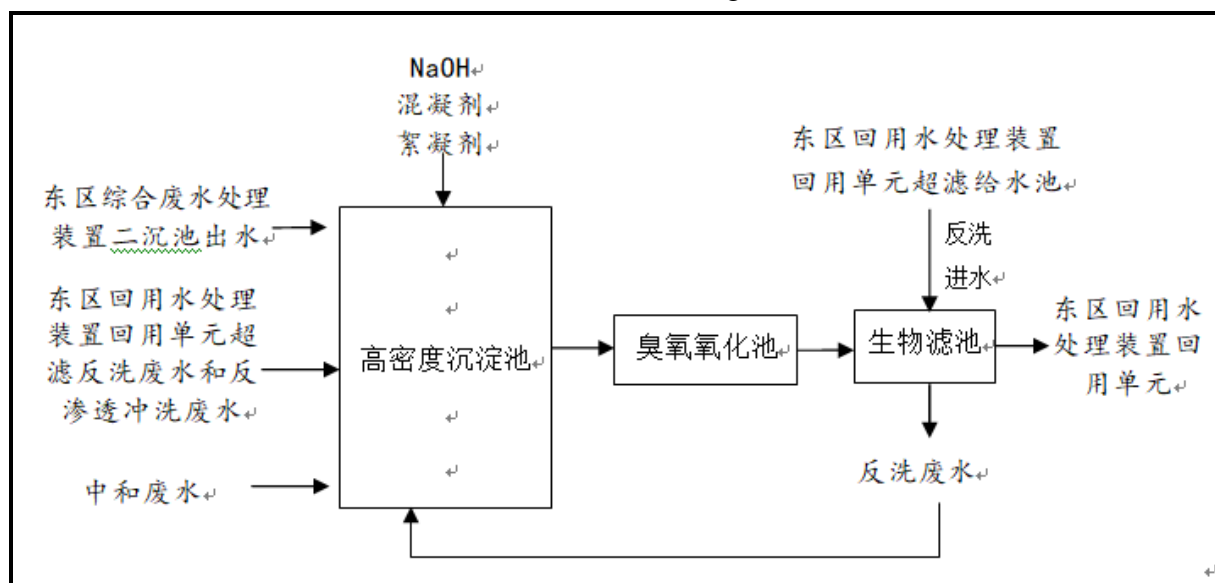 NaOH
混凝剂
絮凝剂
东区综合废水处理
装置二沉池出水
东区回用水处理
装置回用单元超
滤反洗废水和反
渗透冲洗废水
中和废水
高密度沉淀池
臭氧氧化池
东区回用水处理装置
回用单元超滤给水池
反洗
进水
生物滤池
东区回用水
处理装置回
用单元
反洗废水